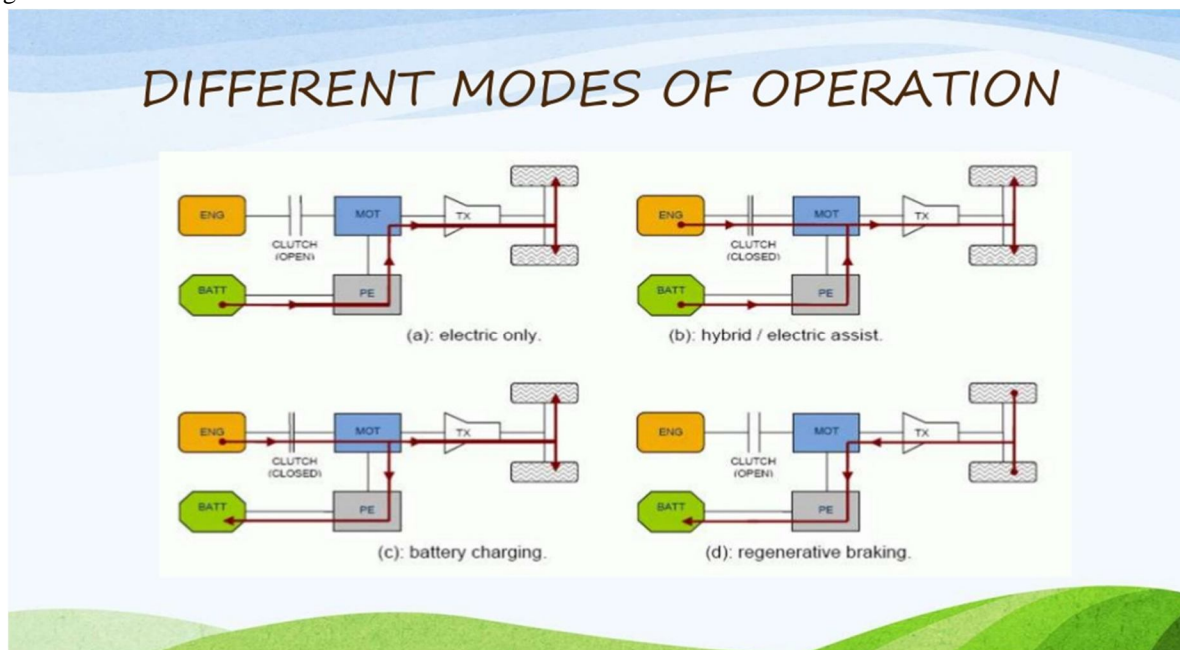 DIFFERENT MODES OF OPERATION
ENG
MOT
TX
CLUTCH
(OPEN)
BATT
PE
(a): electric only.
ENG
MOT
TX
CLUTCH
(CLOSED)
BATT
PE
(b): hybrid / electric assist.
ENG
MOT
TX
CLUTCH
(CLOSED)
BATT
PE
(c): battery charging.
ENG
MOT
TX
CLUTCH
(OPEN)
BATT
PE
(d): regenerative braking.